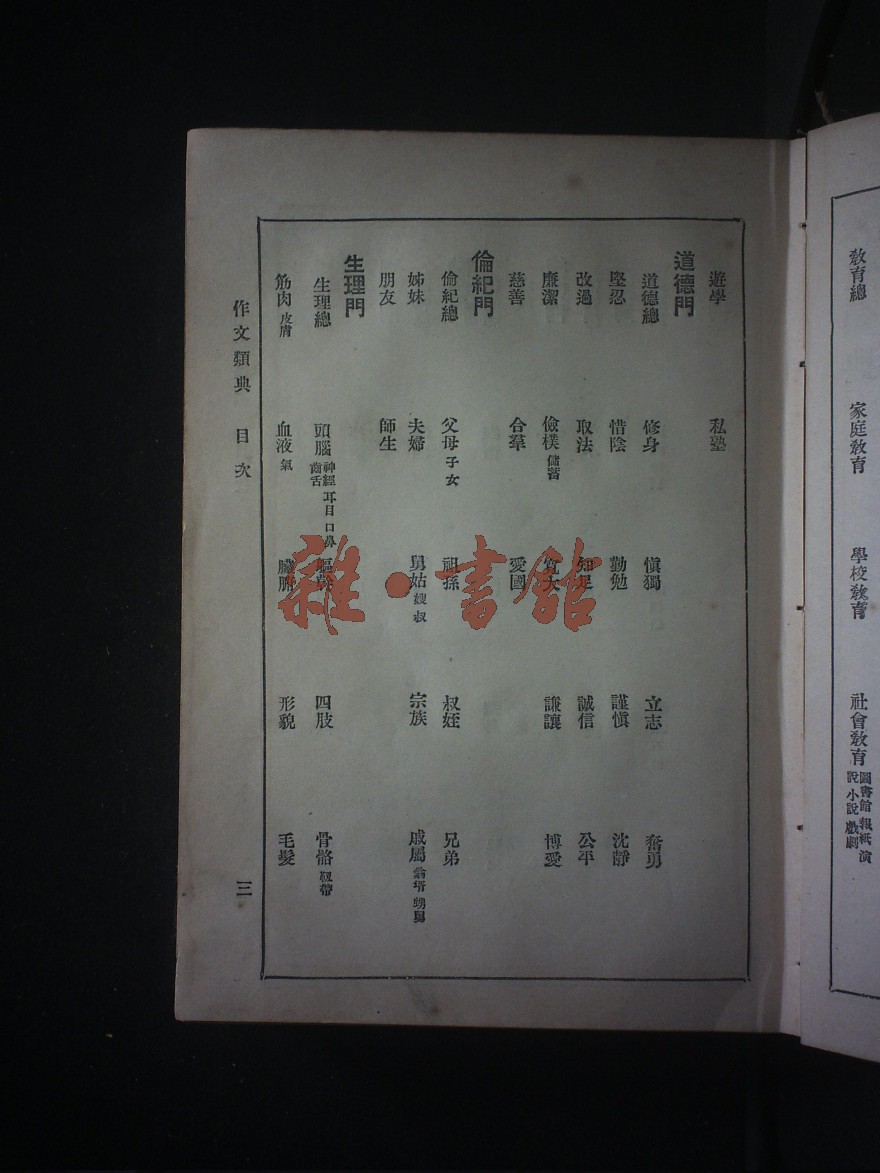 教育總 家庭教育 學校教育 社會教育 圖書館 報紙 演說 小說 戲劇
遊學 私塾
道德門
道德總 修身 愼獨 立志 奮勇
堅忍 惜陰 勤勉 謹愼 沈靜
改過 取法 知足 誠信 公平
廉潔 儉樸 儲蓄 寬大 謙讓 博愛
慈善 合羣 愛國
倫紀門
倫紀總 父母 子女 祖孫 叔姪 兄弟
姊妹 夫婦 舅姑 嫂叔 宗族 戚屬 翁壻 甥舅
朋友 師生
生理門
生理總 頭腦 神經 耳目 口鼻 齒舌 軀幹 四肢 骨骼 靱帶
筋肉 皮膚 血液 氣 臟腑 形貌 毛髮
作文類典 目次 三
雜·書館